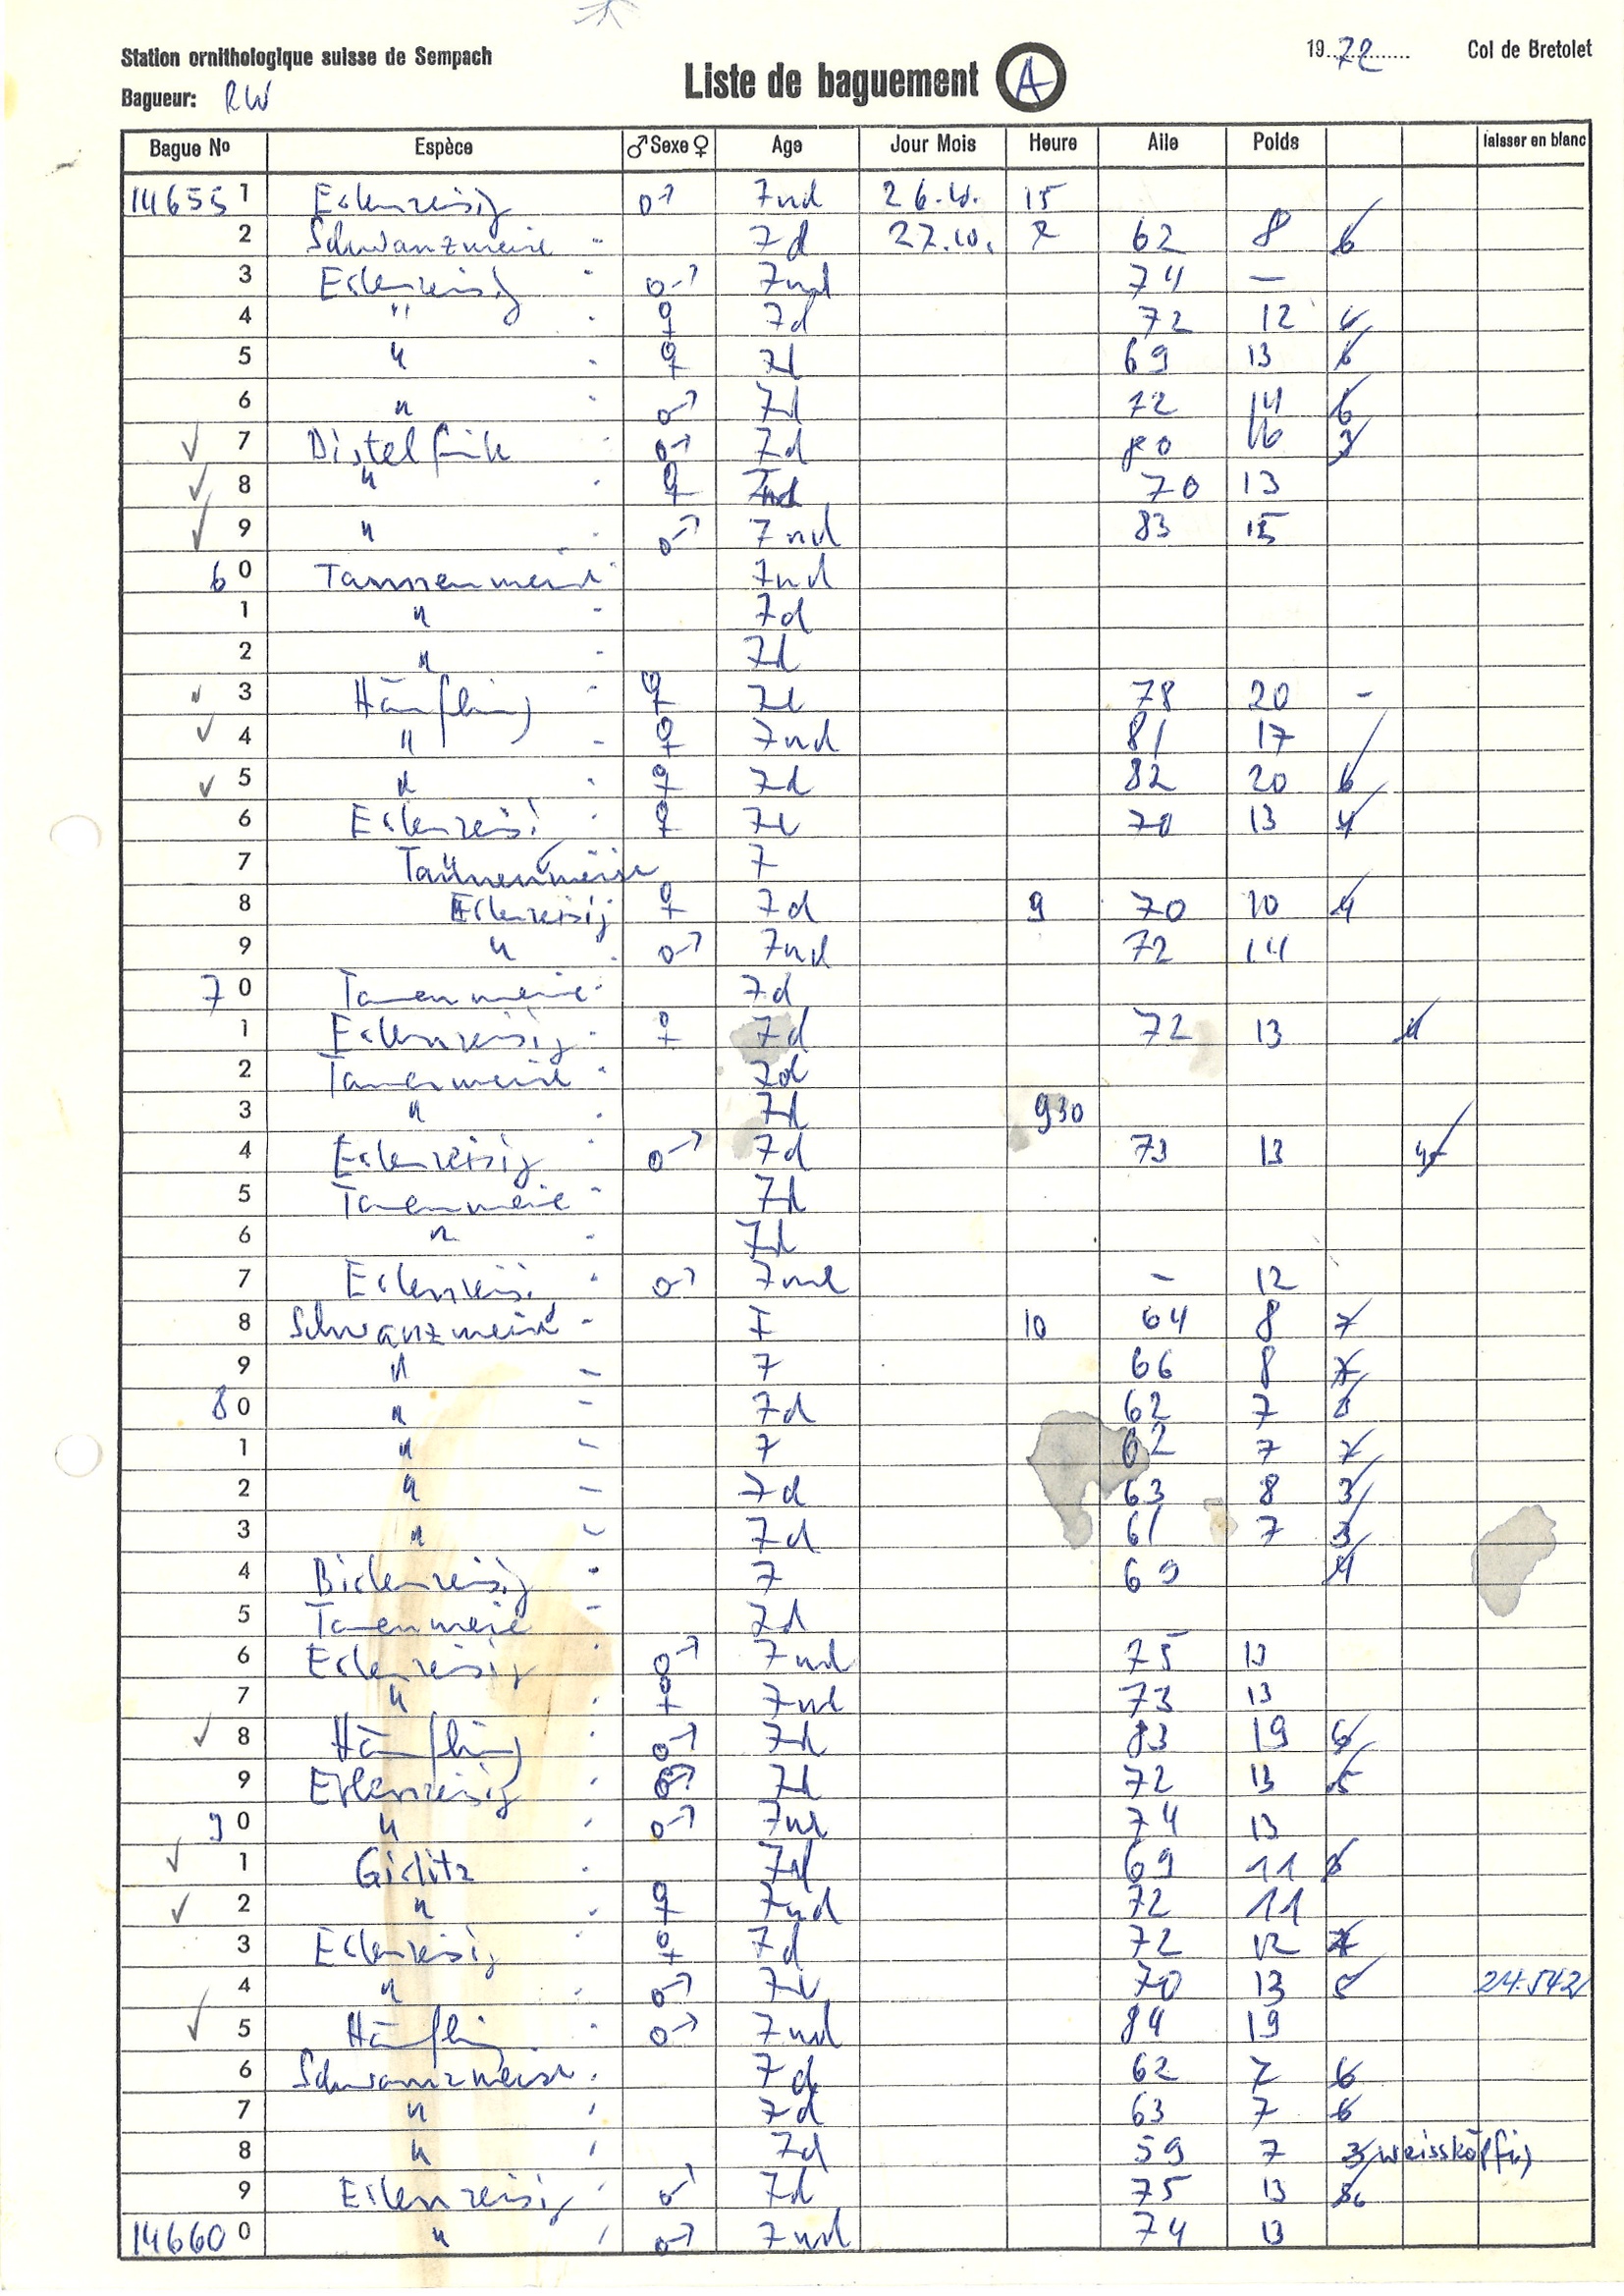 Station ornithologique suisse de Sempach
Bagueur: RW
Liste de baguement A
1972 Col de Bretolet
Bague No Espèce ♂ Sexe ♀ Age Jour Mois Heure Aile Poids laisser en blanc
14655 1 Erlenzeisig ♂ 7nd 26.10. 15
2 Schwanzmeise 7d 27.10. 62 8 6
3 Erlenzeisig ♂ 7nd 74 –
4 " ♀ 7d 72 12 4
5 " ♀ 7d 69 13 6
6 " ♂ 7d 72 14 6
7 Distelfink ♂ 7d 80 16 3
8 " ♀ 7nd 70 13
9 " ♂ 7nd 83 15
6 0 Tannenmeise 7nd
1 " 7d
2 " 7d
3 Hänfling ♀ 7d 78 20 –
4 " ♀ 7nd 81 17
5 " ♀ 7d 82 20 6
6 Erlenzeisig ♀ 7d 70 13 4
7 Tannenmeise 7
8 Erlenzeisig ♀ 7d 9 70 10 4
9 " ♂ 7nd 72 14
7 0 Tannenmeise 7d
1 Erlenzeisig ♀ 7d 72 13 4
2 Tannenmeise 7d
3 " 7d 930
4 Erlenzeisig ♂ 7d 73 13 4
5 Tannenmeise 7d
6 " 7d
7 Erlenzeisig ♂ 7nd – 12
8 Schwanzmeise 7 10 64 8 7
9 " 7 66 8 7
8 0 " 7d 62 7 8
1 " 7 62 7 7
2 " 7d 63 8 3
3 " 7d 61 7 3
4 Birkenzeisig 7 69 4
5 Tannenmeise 7d
6 Erlenzeisig ♂ 7nd 75 13
7 " ♀ 7nd 73 13
8 Hänfling ♂ 7d 83 19 6
9 Erlenzeisig ♂ 7d 72 13 5
9 0 " ♂ 7nd 74 13
1 Girlitz 7d 69 11 6
2 " ♀ 7nd 72 11
3 Erlenzeisig ♀ 7d 72 12
4 " ♂ 7d 70 13 5 24.542
5 Hänfling ♂ 7nd 84 19
6 Schwanzmeise 7d 62 7 6
7 " 7d 63 7 6
8 " 7d 59 7 3 weissköpfig
9 Erlenzeisig ♂ 7d 75 13
14660 0 " ♂ 7nd 74 13